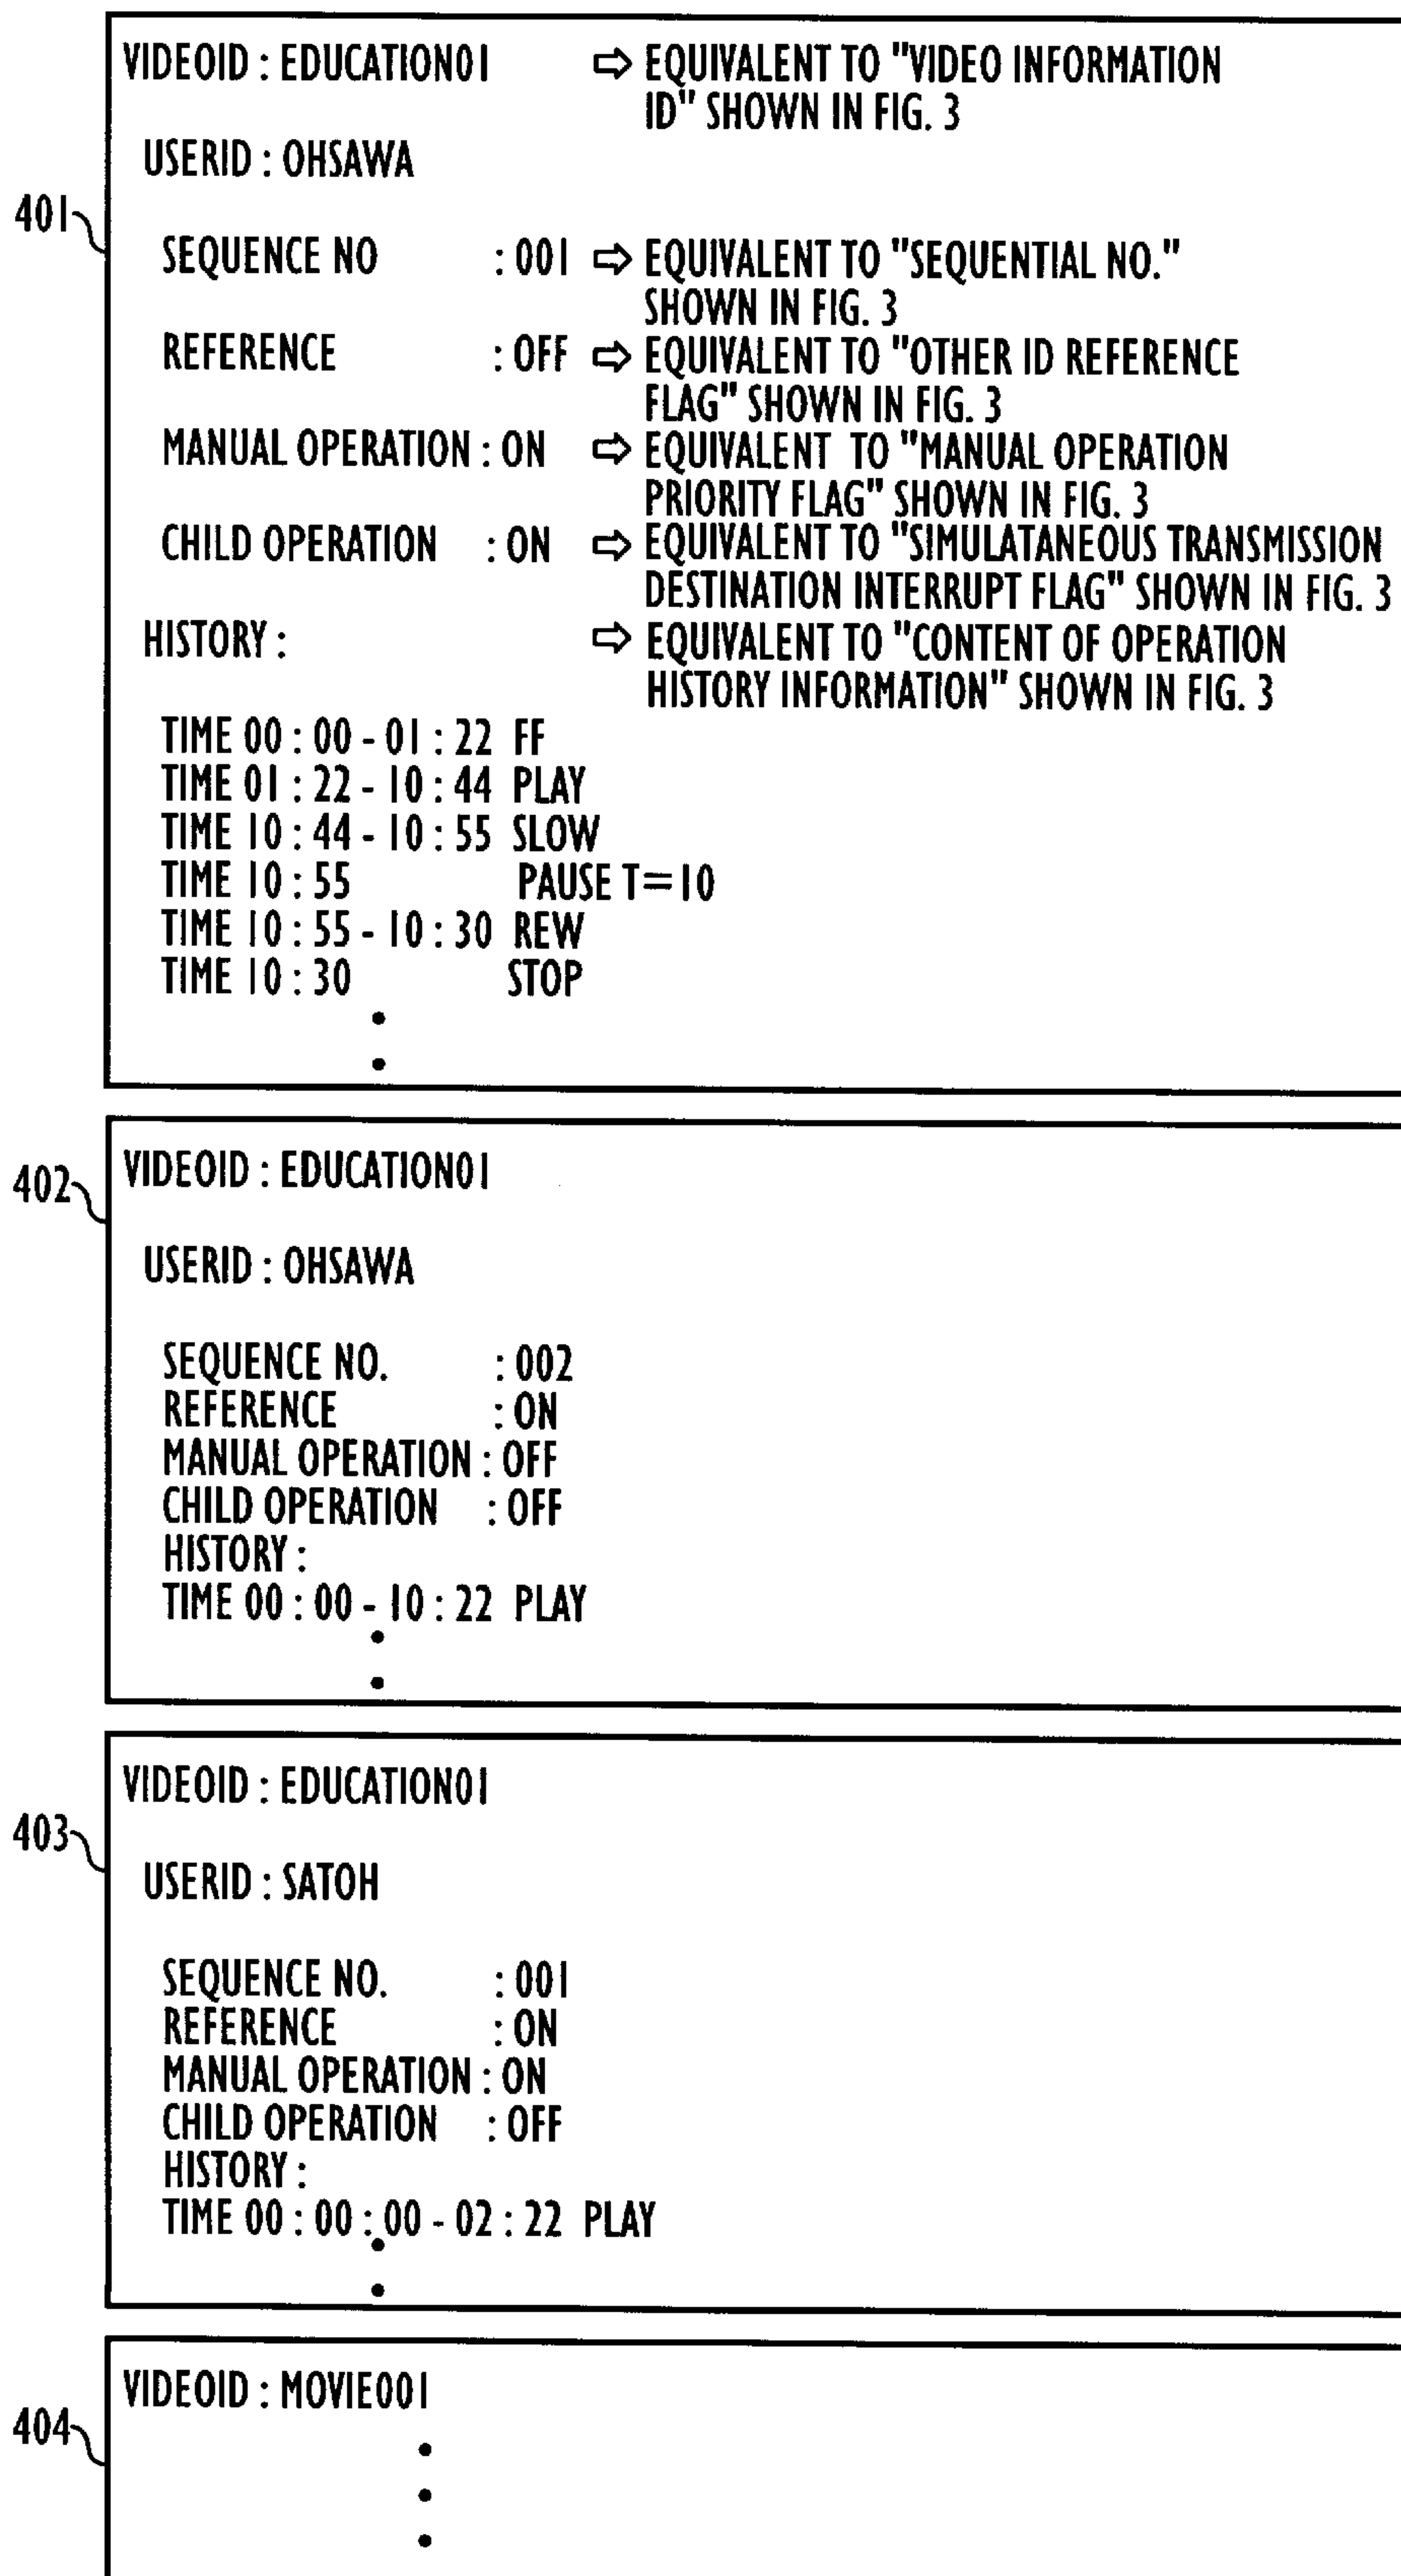 VIDEOID : EDUCATION01 ⇨ EQUIVALENT TO "VIDEO INFORMATION
ID" SHOWN IN FIG. 3
USERID : OHSAWA
401
SEQUENCE NO : 001 ⇨ EQUIVALENT TO "SEQUENTIAL NO."
SHOWN IN FIG. 3
REFERENCE : OFF ⇨ EQUIVALENT TO "OTHER ID REFERENCE
FLAG" SHOWN IN FIG. 3
MANUAL OPERATION : ON ⇨ EQUIVALENT TO "MANUAL OPERATION
PRIORITY FLAG" SHOWN IN FIG. 3
CHILD OPERATION : ON ⇨ EQUIVALENT TO "SIMULATANEOUS TRANSMISSION
DESTINATION INTERRUPT FLAG" SHOWN IN FIG. 3
HISTORY : ⇨ EQUIVALENT TO "CONTENT OF OPERATION
HISTORY INFORMATION" SHOWN IN FIG. 3
TIME 00 : 00 - 01 : 22 FF
TIME 01 : 22 - 10 : 44 PLAY
TIME 10 : 44 - 10 : 55 SLOW
TIME 10 : 55 PAUSE T=10
TIME 10 : 55 - 10 : 30 REW
TIME 10 : 30 STOP
402
VIDEOID : EDUCATION01
USERID : OHSAWA
SEQUENCE NO. : 002
REFERENCE : ON
MANUAL OPERATION : OFF
CHILD OPERATION : OFF
HISTORY :
TIME 00 : 00 - 10 : 22 PLAY
VIDEOID : EDUCATION01
403
USERID : SATOH
SEQUENCE NO. : 001
REFERENCE : ON
MANUAL OPERATION : ON
CHILD OPERATION : OFF
HISTORY :
TIME 00 : 00 : 00 - 02 : 22 PLAY
VIDEOID : MOVIE001
404